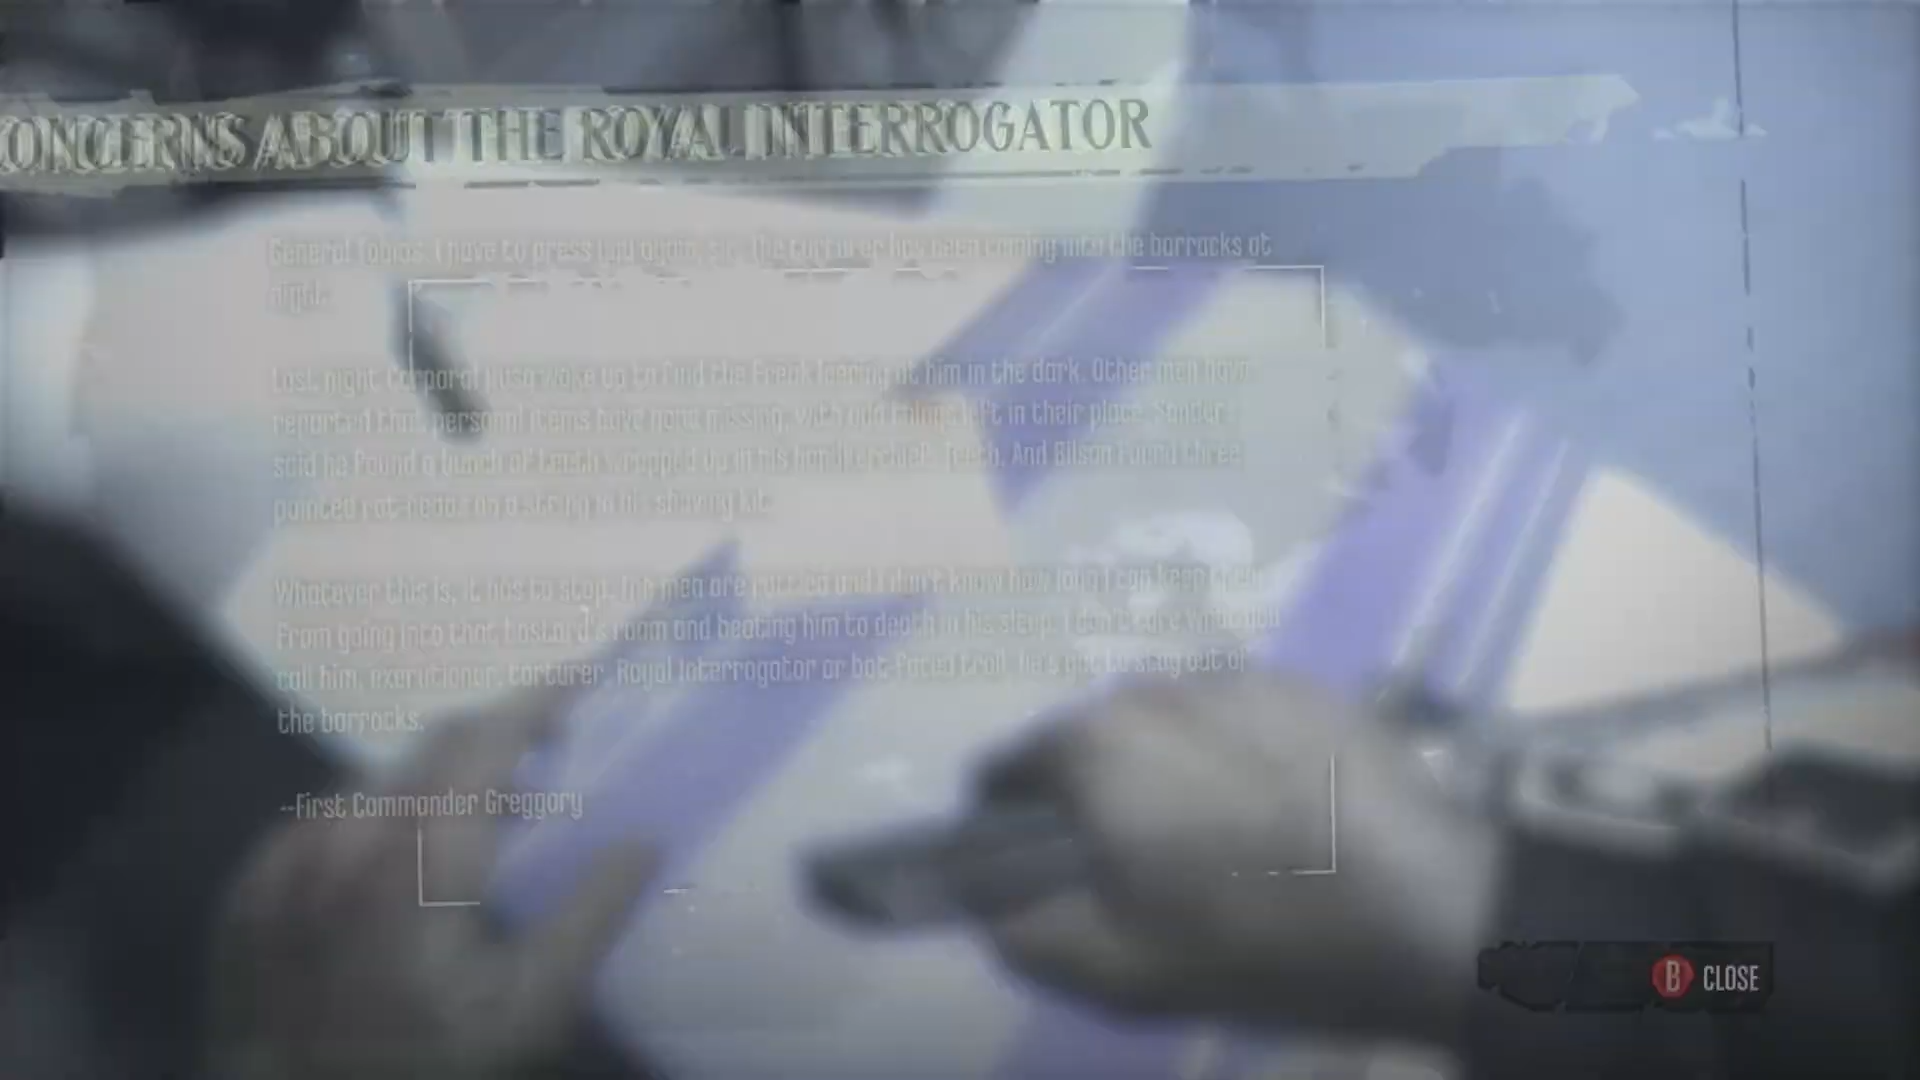 ONCERNS ABOUT THE ROYAL INTERROGATOR
General Tobias, I have to press you again, sir. The torturer has been coming into the barracks at
night.
Last night Corporal woke up to find the freak leering at him in the dark. Other men have
reported that personal items have gone missing, with odd left in their place.
said he found a bunch of teeth wrapped up in his handkerchief. Teeth. And Bilson found three
painted rat-heads on a string in his shaving kit.
Whatever this is, it has to stop. The men are and I don't know how long I can keep them
from going into that bastard's room and beating him to death in his sleep. I don't care what you
call him, executioner, torturer, Royal Interrogator or bat-faced troll, he's got to stay out of
the barracks.
--First Commander Greggory
B CLOSE